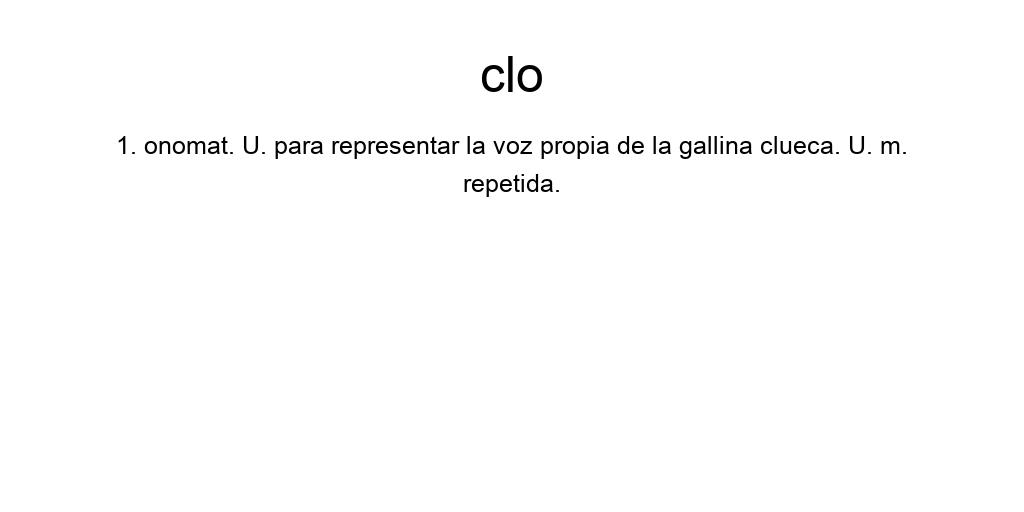 clo
1. onomat. U. para representar la voz propia de la gallina clueca. U. m.
repetida.